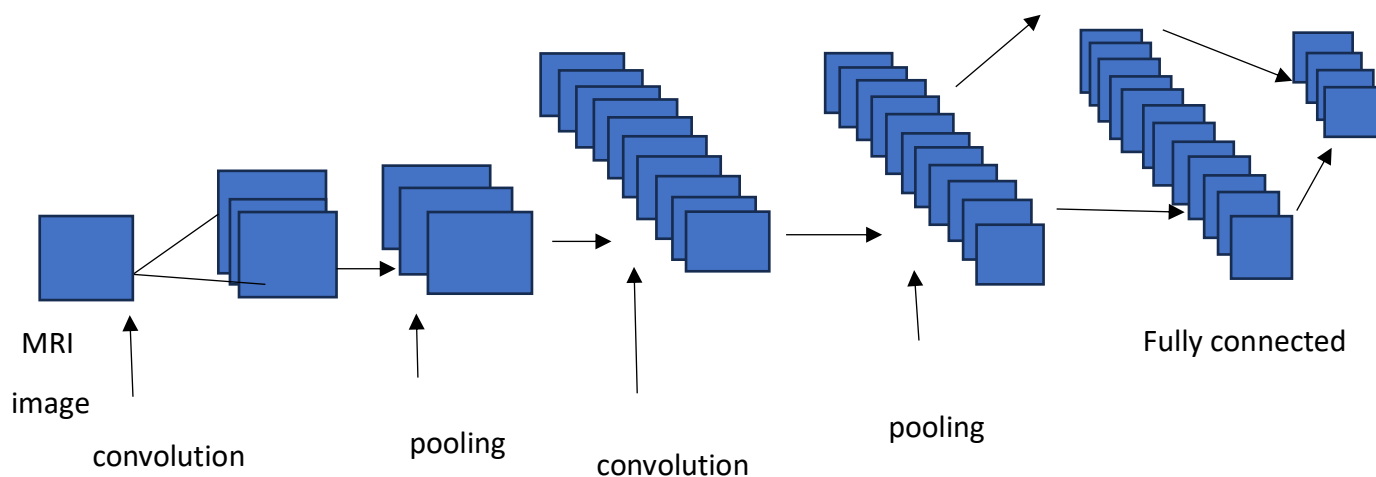 MRI
image
convolution
pooling
convolution
pooling
Fully connected